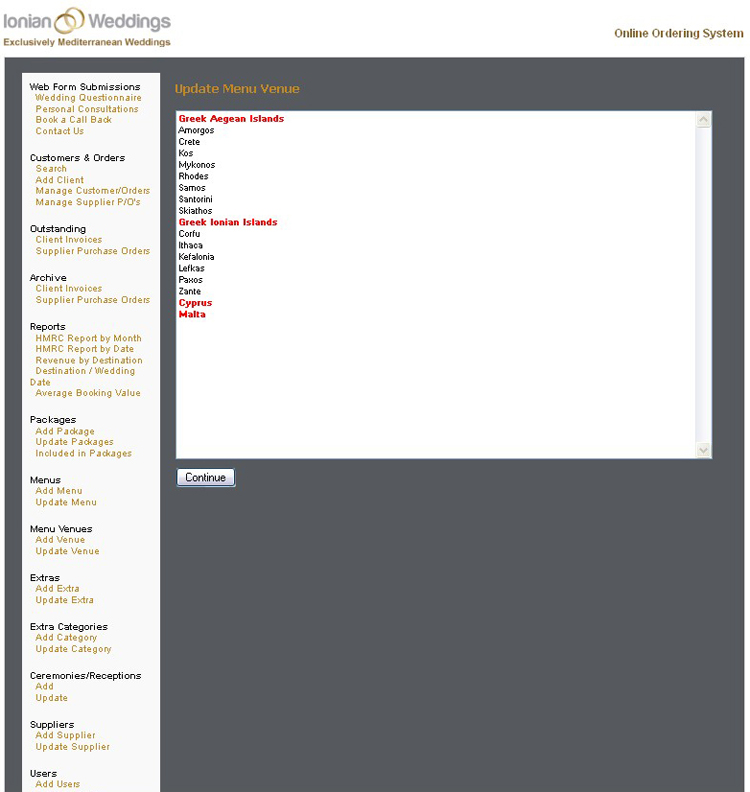 Ionian Weddings
Exclusively Mediterranean Weddings
Online Ordering System
Web Form Submissions
Wedding Questionnaire
Personal Consultations
Book a Call Back
Contact Us
Customers & Orders
Search
Add Client
Manage Customer/Orders
Manage Supplier P/O's
Outstanding
Client Invoices
Supplier Purchase Orders
Archive
Client Invoices
Supplier Purchase Orders
Reports
HMRC Report by Month
HMRC Report by Date
Revenue by Destination
Destination / Wedding
Date
Average Booking Value
Packages
Add Package
Update Packages
Included in Packages
Menus
Add Menu
Update Menu
Menu Venues
Add Venue
Update Venue
Extras
Add Extra
Update Extra
Extra Categories
Add Category
Update Category
Ceremonies/Receptions
Add
Update
Suppliers
Add Supplier
Update Supplier
Users
Add Users
Update Menu Venue
Greek Aegean Islands
Amorgos
Crete
Kos
Mykonos
Rhodes
Samos
Santorini
Skiathos
Greek Ionian Islands
Corfu
Ithaca
Kefalonia
Lefkas
Paxos
Zante
Cyprus
Malta
Continue